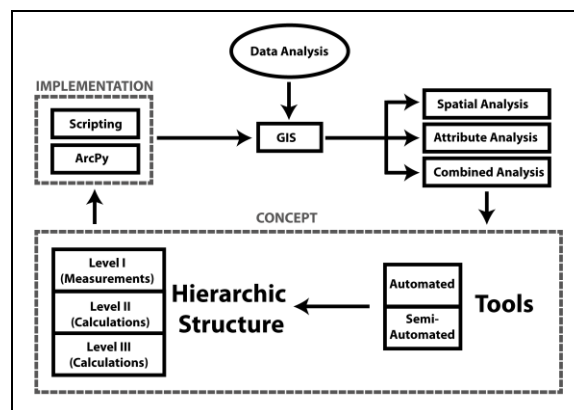 Data Analysis
IMPLEMENTATION
Scripting
ArcPy
GIS
Spatial Analysis
Attribute Analysis
Combined Analysis
CONCEPT
Level I
(Measurements)
Level II
(Calculations)
Level III
(Calculations)
Hierarchic
Structure
Automated
Semi-
Automated
Tools